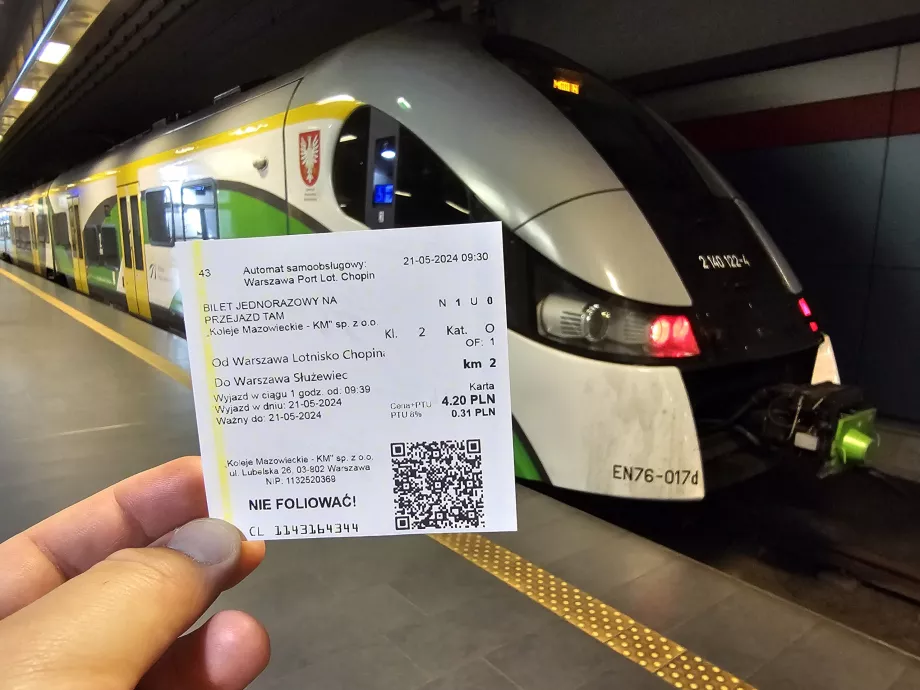 2 140 122-4
43
Automat samoobsługowy:
Warszawa Port Lot. Chopin
21-05-2024 09:30
BILET JEDNORAZOWY NA
PRZEJAZD TAM
„Koleje Mazowieckie - KM" sp. z o.o
N 1 U 0
Kl. 2 Kat. O
OF: 1
Od Warszawa Lotnisko Chopin
km 2
Do Warszawa Służewiec
Wyjazd w ciągu 1 godz. od: 09:39
Wyjazd w dniu: 21-05-2024
Ważny do: 21-05-2024
Karta
Cena+PTU 4.20 PLN
PTU 8% 0.31 PLN
„Koleje Mazowieckie - KM" sp. z o.o.
ul. Lubelska 26, 03-802 Warszawa
NIP: 1132520369
NIE FOLIOWAĆ!
CL 1143164344
EN76-017d